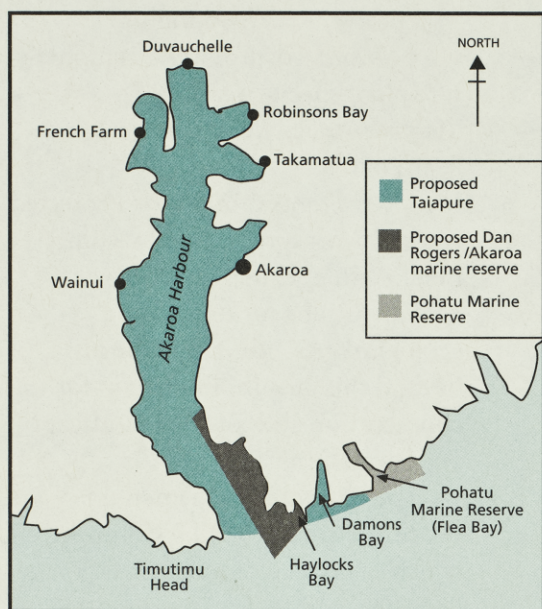 Duvauchelle
NORTH
Robinsons Bay
French Farm
Takamatua
Proposed
Taiapure
Proposed Dan
Rogers /Akaroa
marine reserve
Pohatu Marine
Reserve
Akaroa Harbour
Akaroa
Wainui
Pohatu
Marine Reserve
(Flea Bay)
Damons
Bay
Haylocks
Bay
Timutimu
Head